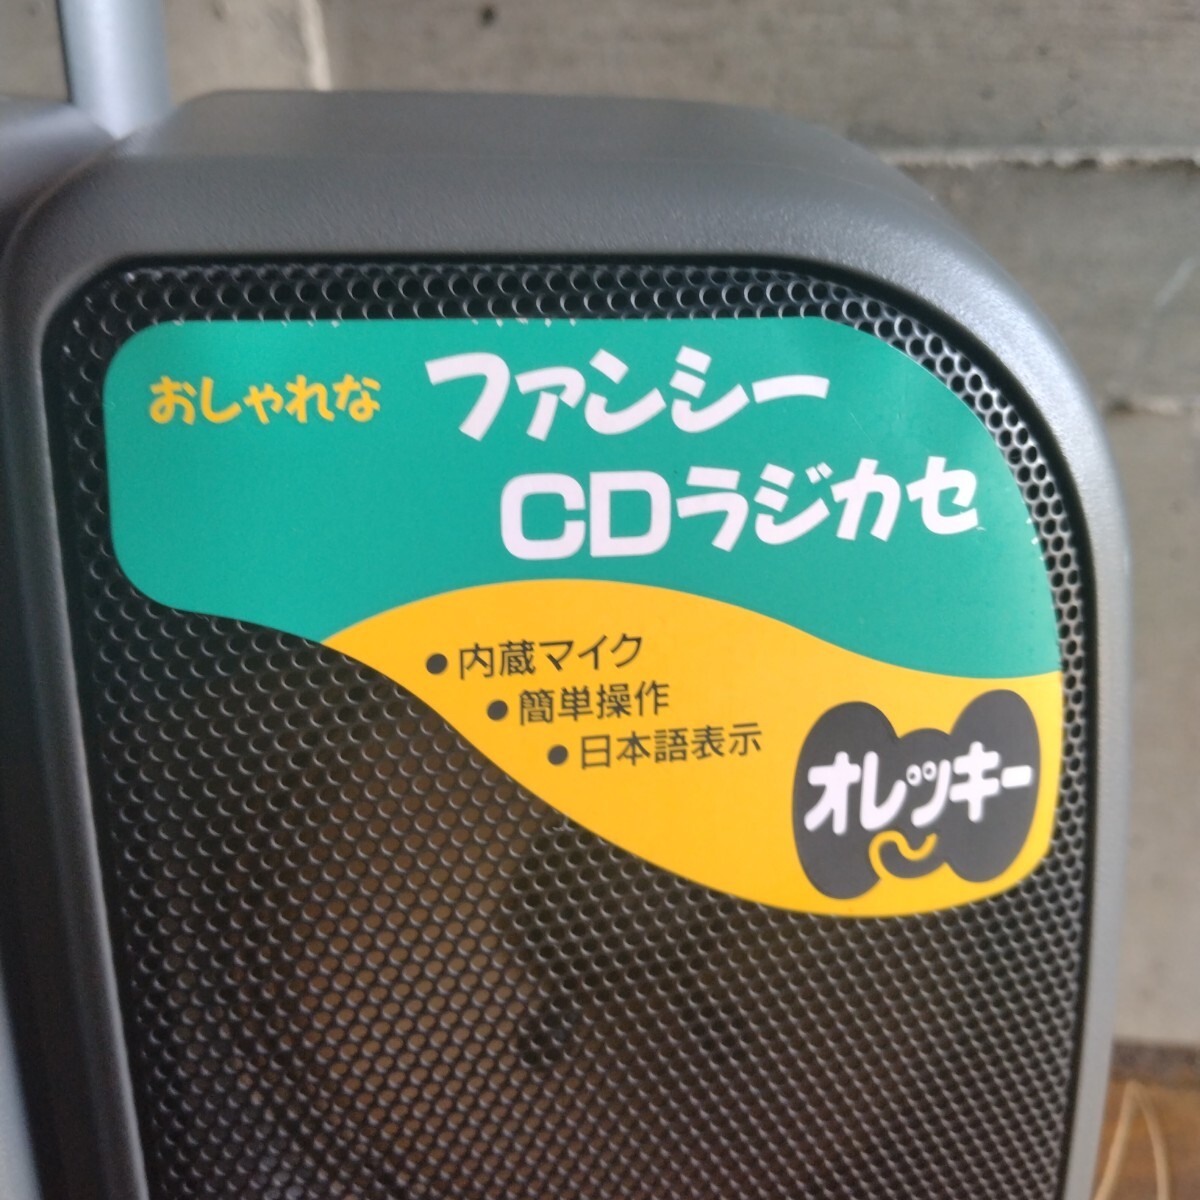 おしゃれな ファンシー
CDラジカセ
●内蔵マイク
●簡単操作
●日本語表示
オレッキー